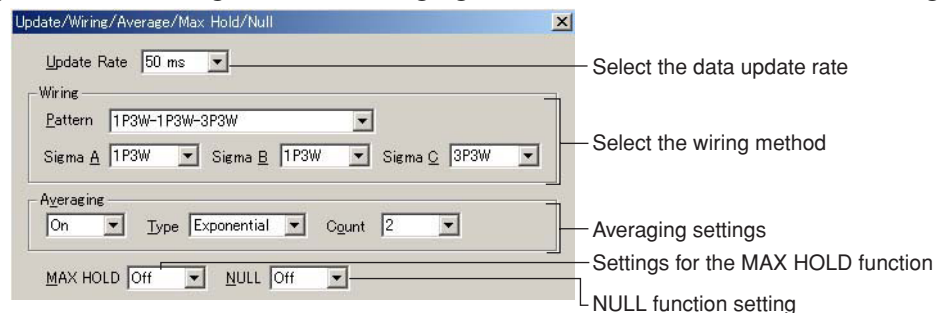 Update/Wiring/Average/Max Hold/Null
Update Rate 50 ms
Select the data update rate
Wiring
Pattern 1P3W-1P3W-3P3W
Select the wiring method
Sigma A 1P3W Sigma B 1P3W Sigma C 3P3W
Averaging
On Type Exponential Count 2
Averaging settings
Settings for the MAX HOLD function
MAX HOLD Off NULL Off
NULL function setting